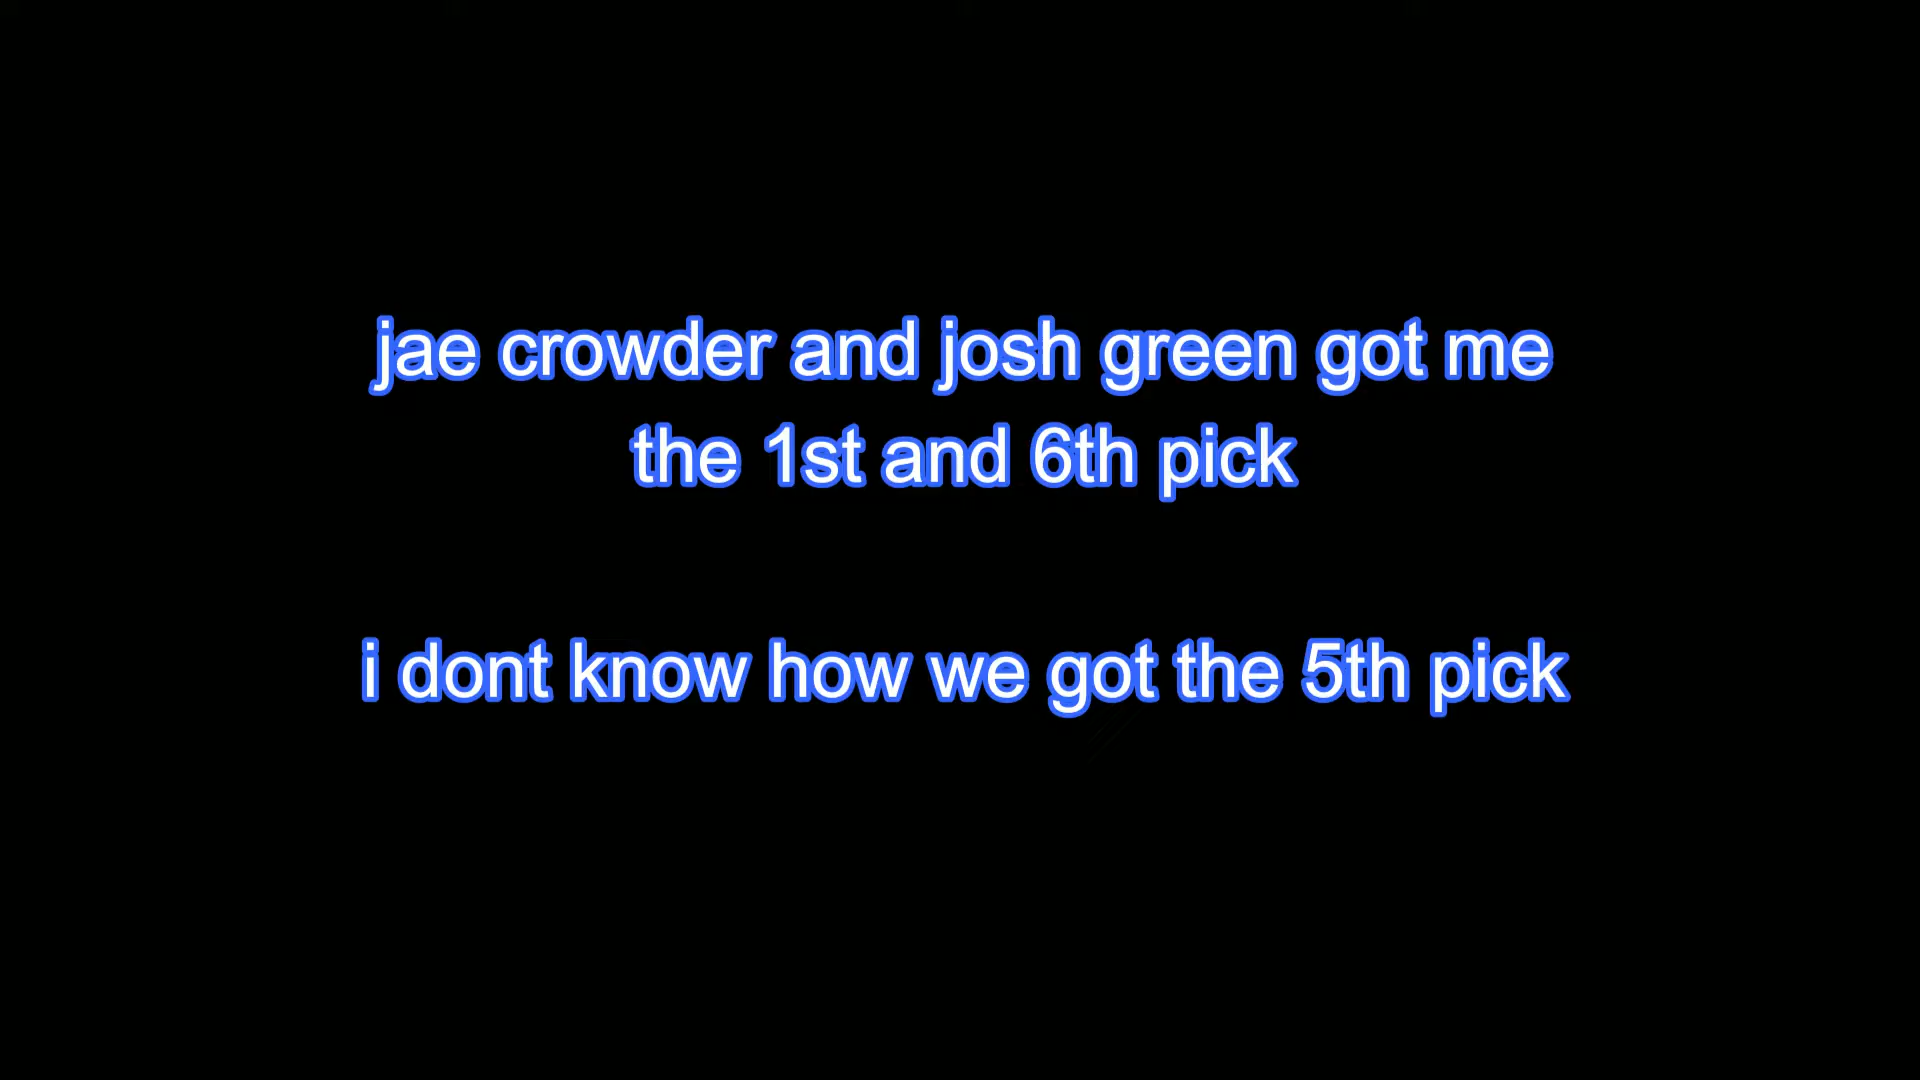 jae crowder and josh green got me
the 1st and 6th pick
i dont know how we got the 5th pick